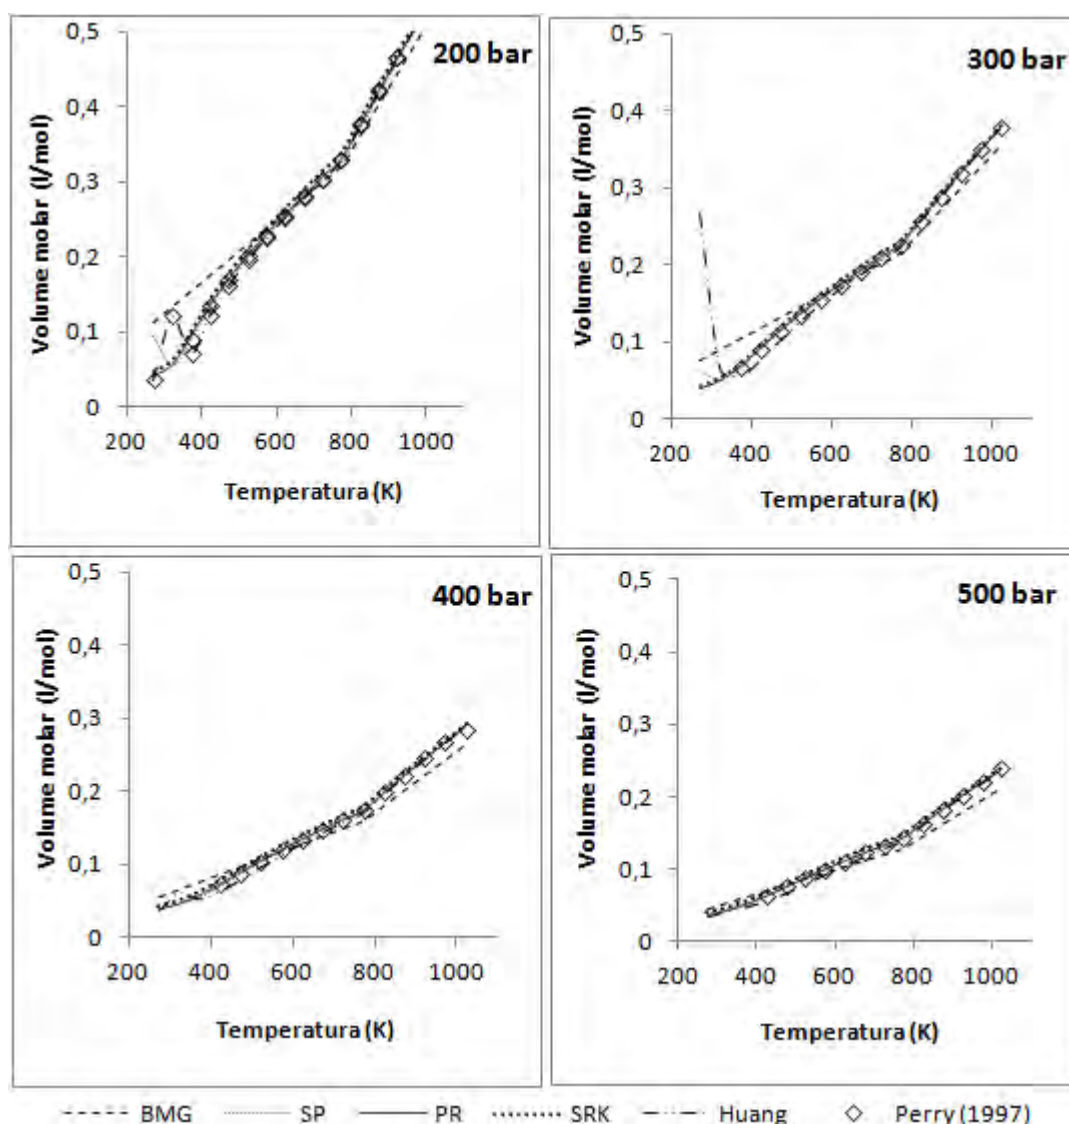 200 bar
Volume molar (l/mol)
0,5
0,4
0,3
0,2
0,1
0
200 400 600 800 1000
Temperatura (K)
300 bar
Volume molar (l/mol)
0,5
0,4
0,3
0,2
0,1
0
200 400 600 800 1000
Temperatura (K)
400 bar
Volume molar (l/mol)
0,5
0,4
0,3
0,2
0,1
0
200 400 600 800 1000
Temperatura (K)
500 bar
Volume molar (l/mol)
0,5
0,4
0,3
0,2
0,1
0
200 400 600 800 1000
Temperatura (K)
BMG SP PR SRK Huang Perry (1997)